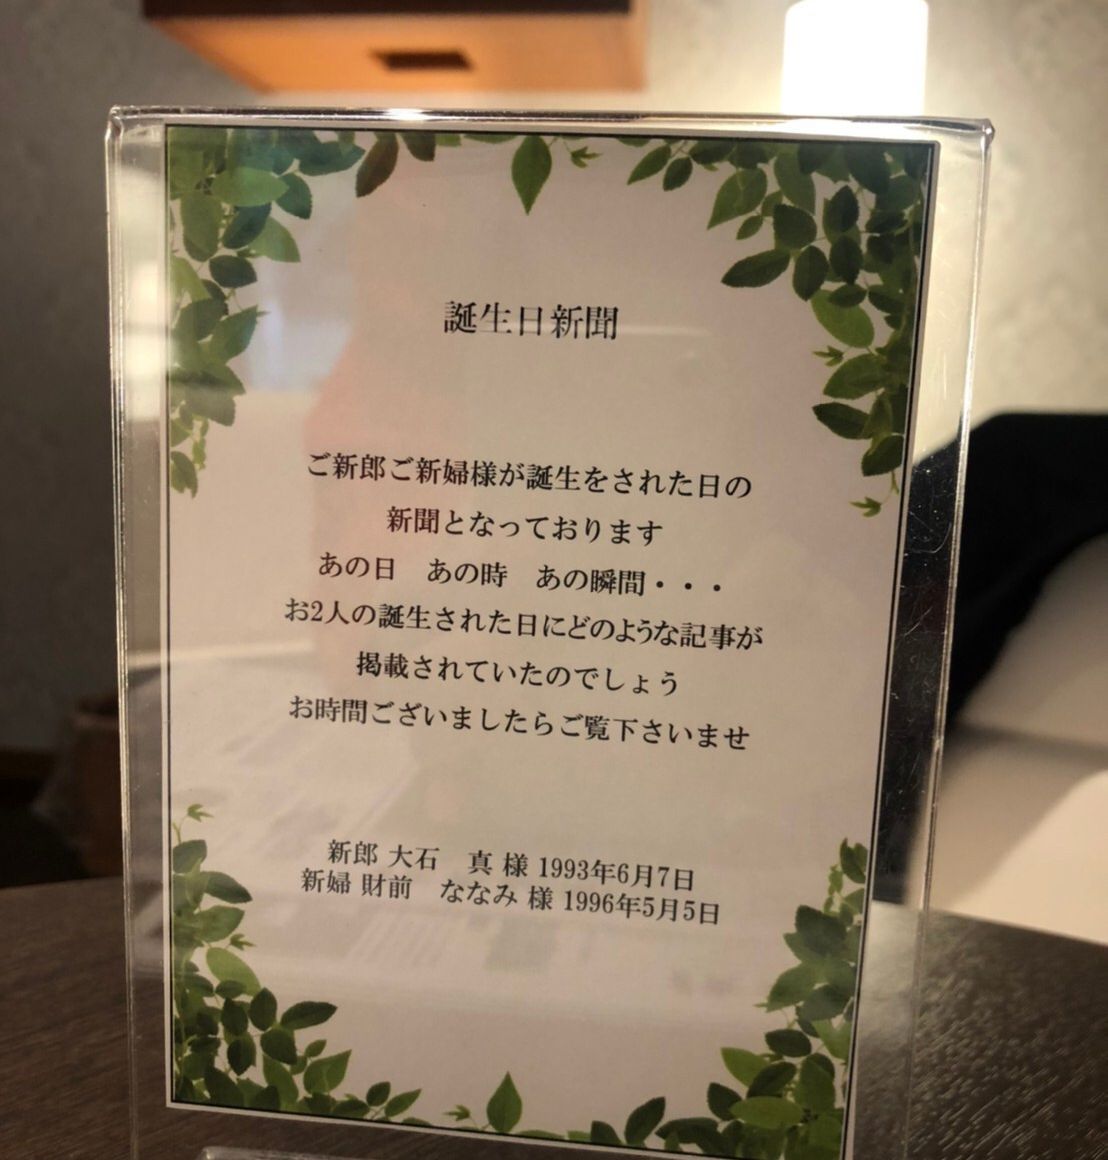 誕生日新聞
ご新郎ご新婦様が誕生をされた日の
新聞となっております
あの日　あの時　あの瞬間・・・
お2人の誕生された日にどのような記事が
掲載されていたのでしょう
お時間ございましたらご覧下さいませ
新郎 大石　真 様 1993年6月7日
新婦 財前　ななみ 様 1996年5月5日